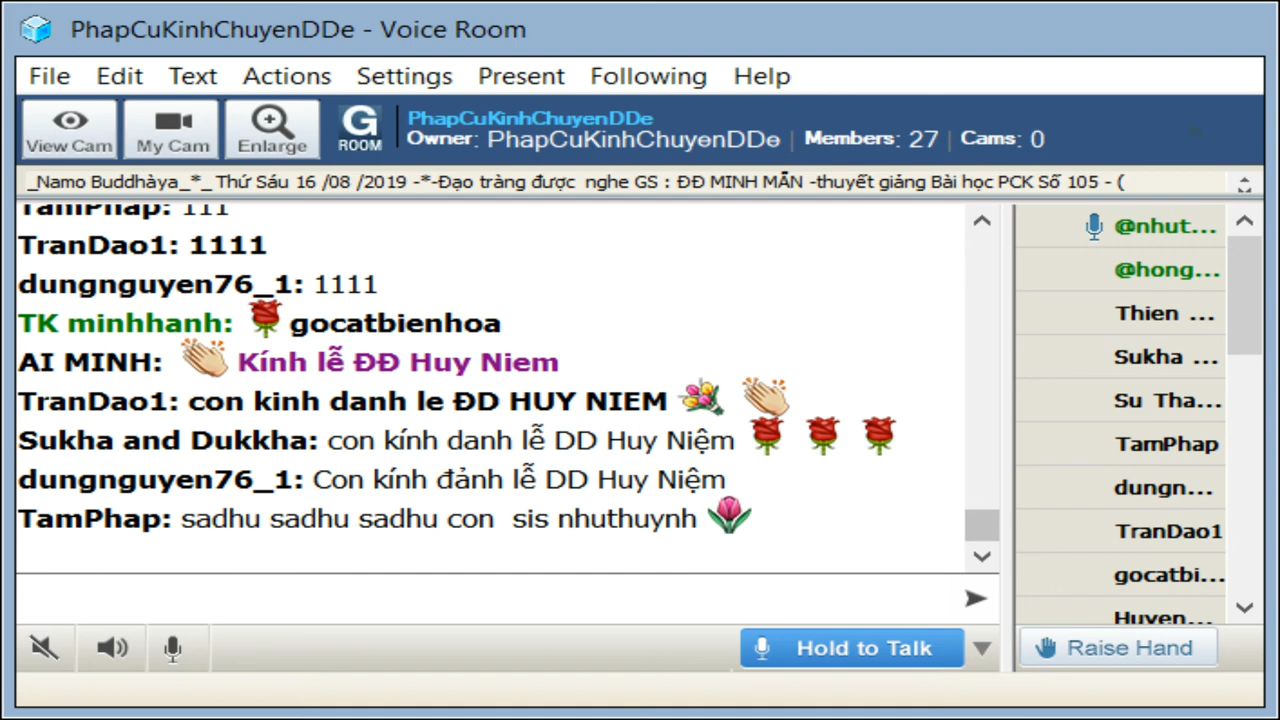 PhapCuKinhChuyenDDe - Voice Room
File Edit Text Actions Settings Present Following Help
View Cam My Cam Enlarge G ROOM
PhapCuKinhChuyenDDe
Owner: PhapCuKinhChuyenDDe | Members: 27 | Cams: 0
_Namo Buddhàya_*_ Thứ Sáu 16 /08 /2019 -*-Đạo tràng được nghe GS : ĐĐ MINH MẪN -thuyết giảng Bài học PCK Số 105 - (
TamPhap: 111
TranDao1: 1111
dungnguyen76_1: 1111
TK minhhanh: gocatbienhoa
AI MINH: Kính lễ ĐĐ Huy Niem
TranDao1: con kinh danh le ĐD HUY NIEM
Sukha and Dukkha: con kính danh lễ DD Huy Niệm
dungnguyen76_1: Con kính đảnh lễ DD Huy Niệm
TamPhap: sadhu sadhu sadhu con sis nhuthuynh
@nhut...
@hong...
Thien ...
Sukha ...
Su Tha...
TamPhap
dungn...
TranDao1
gocatbi...
Huyen...
Hold to Talk
Raise Hand